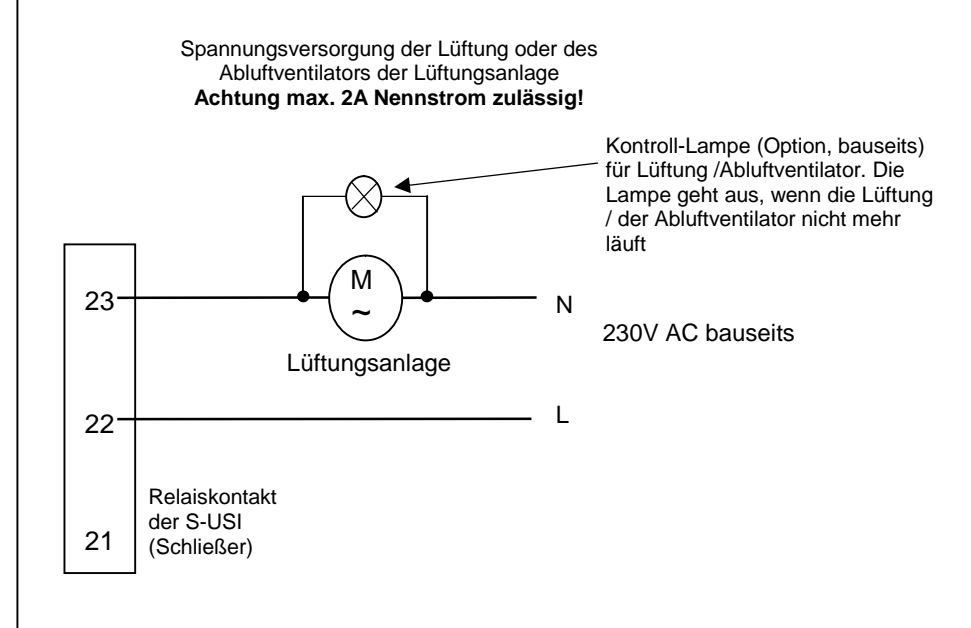 Spannungsversorgung der Lüftung oder des
Abluftventilators der Lüftungsanlage
Achtung max. 2A Nennstrom zulässig!
Kontroll-Lampe (Option, bauseits)
für Lüftung /Abluftventilator. Die
Lampe geht aus, wenn die Lüftung
/ der Abluftventilator nicht mehr
läuft
M
~
23
N
230V AC bauseits
Lüftungsanlage
22
L
Relaiskontakt
der S-USI
(Schließer)
21